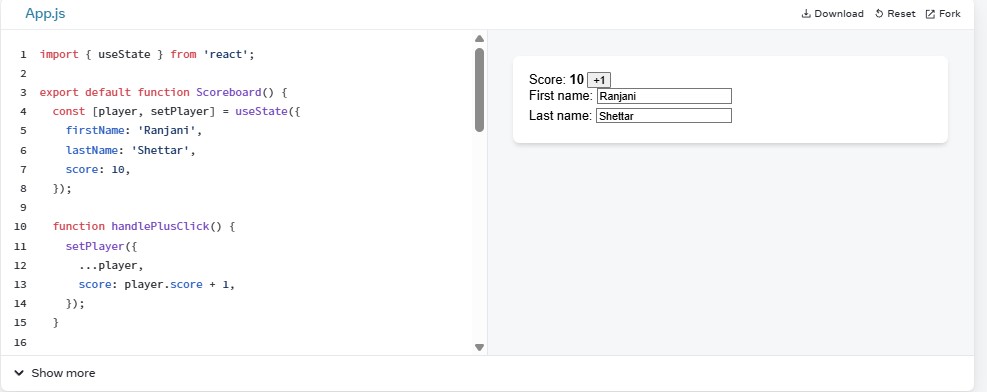 App.js
Download Reset Fork
1 import { useState } from 'react';
2
3 export default function Scoreboard() {
4 const [player, setPlayer] = useState({
5 firstName: 'Ranjani',
6 lastName: 'Shettar',
7 score: 10,
8 });
9
10 function handlePlusClick() {
11 setPlayer({
12 ...player,
13 score: player.score + 1,
14 });
15 }
16
Show more
Score: 10 +1
First name: Ranjani
Last name: Shettar